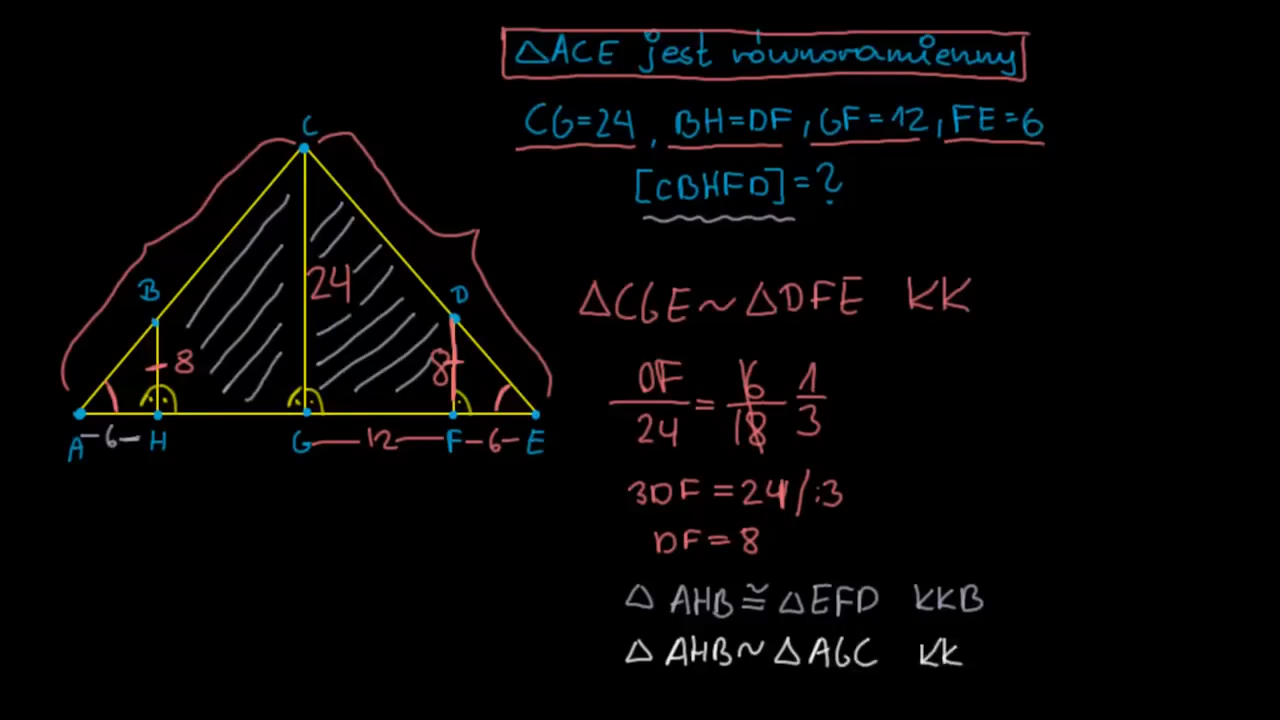 △ACE jest równoramienny
CG=24, BH=DF, GF=12, FE=6
[CBHFD]=?
C
B
D
24
8
8
A -6- H G 12 F -6- E
△CGE~△DFE KK
DF/24 = 6/18 1/3
3DF = 24/:3
DF = 8
△AHB≅△EFD KKB
△AHB~△AGC KK